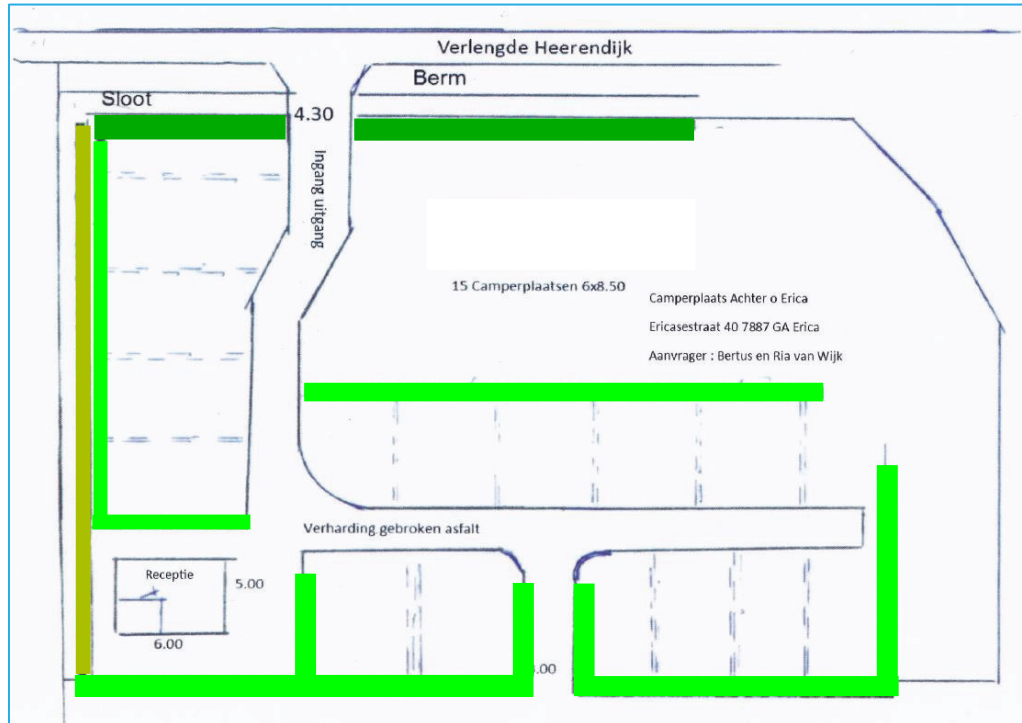 Verlengde Heerendijk
Berm
Sloot
4.30
Ingang uitgang
15 Camperplaatsen 6x8.50
Camperplaats Achter o Erica
Ericasestraat 40 7887 GA Erica
Aanvrager : Bertus en Ria van Wijk
Verharding gebroken asfalt
Receptie
5.00
6.00
.00